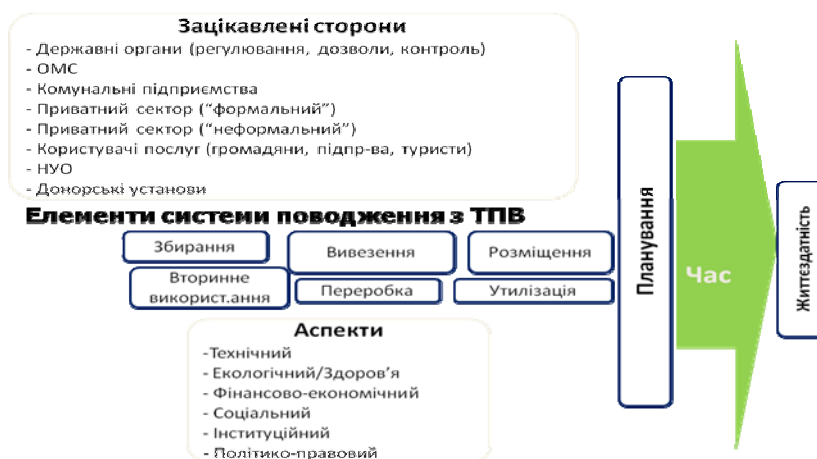 Зацікавлені сторони
- Державні органи (регулювання, дозволи, контроль)
- ОМС
- Комунальні підприємства
- Приватний сектор (“формальний”)
- Приватний сектор (“неформальний”)
- Користувачі послуг (громадяни, підпр-ва, туристи)
- НУО
- Донорські установи
Елементи системи поводження з ТПВ
Збирання
Вивезення
Розміщення
Вторинне
використ.ання
Переробка
Утилізація
Аспекти
-Технічний
- Екологічний/Здоров’я
- Фінансово-економічний
- Соціальний
- Інституційний
- Політико-правовий
Планування
Час
Життєздатність